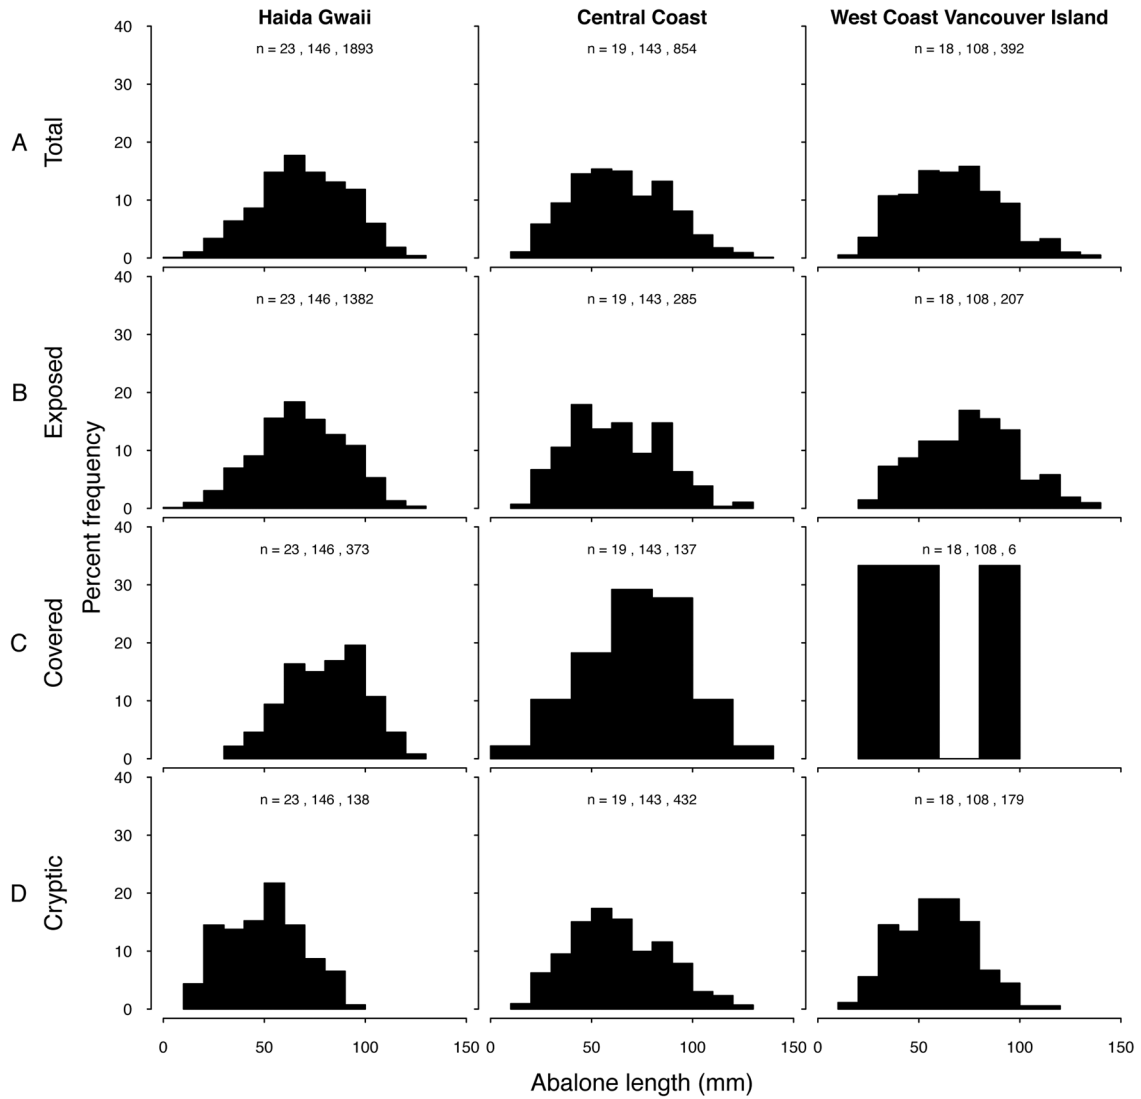 Haida Gwaii
Central Coast
West Coast Vancouver Island
n = 23 , 146 , 1893
n = 19 , 143 , 854
n = 18 , 108 , 392
A
Total
40
30
20
10
0
n = 23 , 146 , 1382
n = 19 , 143 , 285
n = 18 , 108 , 207
B
Exposed
40
30
20
10
0
Percent frequency
n = 23 , 146 , 373
n = 19 , 143 , 137
n = 18 , 108 , 6
C
Covered
40
30
20
10
0
n = 23 , 146 , 138
n = 19 , 143 , 432
n = 18 , 108 , 179
D
Cryptic
40
30
20
10
0
0 50 100 150 0 50 100 150 0 50 100 150
Abalone length (mm)